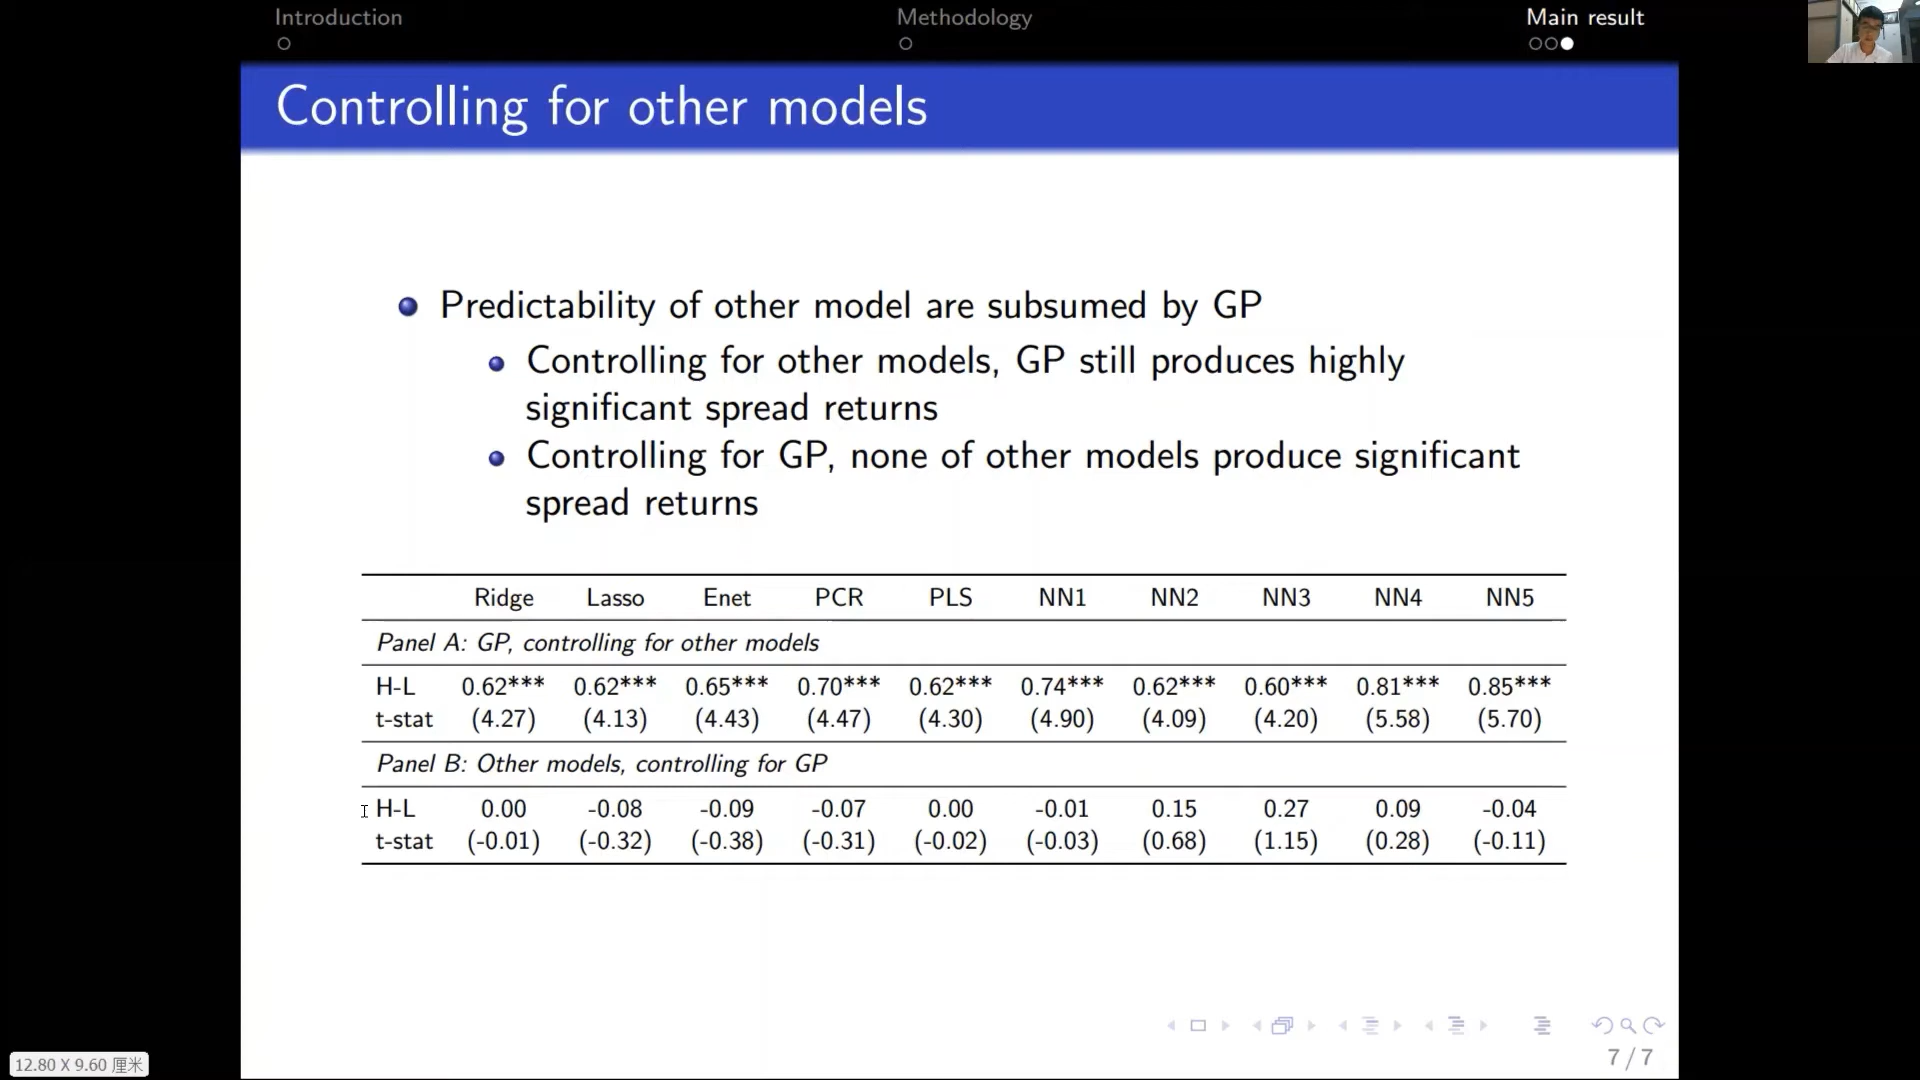 Introduction Methodology Main result
Controlling for other models
Predictability of other model are subsumed by GP
Controlling for other models, GP still produces highly
significant spread returns
Controlling for GP, none of other models produce significant
spread returns
Ridge Lasso Enet PCR PLS NN1 NN2 NN3 NN4 NN5
Panel A: GP, controlling for other models
H-L 0.62*** 0.62*** 0.65*** 0.70*** 0.62*** 0.74*** 0.62*** 0.60*** 0.81*** 0.85***
t-stat (4.27) (4.13) (4.43) (4.47) (4.30) (4.90) (4.09) (4.20) (5.58) (5.70)
Panel B: Other models, controlling for GP
H-L 0.00 -0.08 -0.09 -0.07 0.00 -0.01 0.15 0.27 0.09 -0.04
t-stat (-0.01) (-0.32) (-0.38) (-0.31) (-0.02) (-0.03) (0.68) (1.15) (0.28) (-0.11)
7 / 7
12.80 X 9.60 厘米